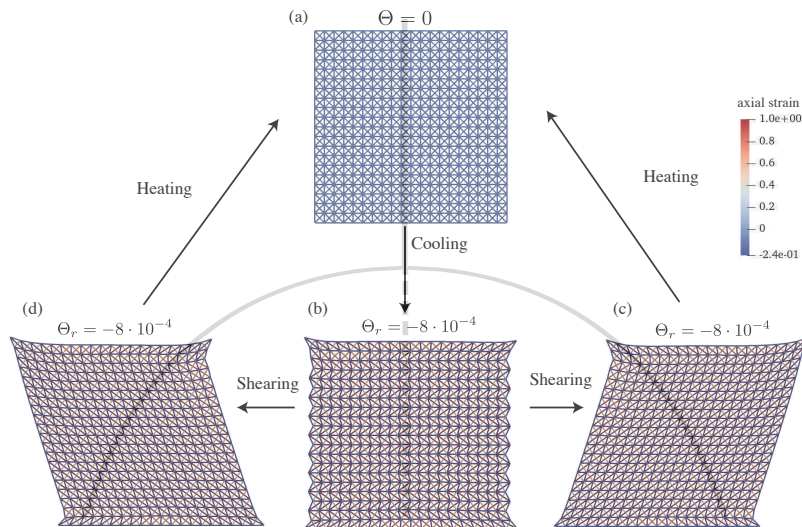 (a)
Θ = 0
axial strain
1.0e+00
0.8
0.6
0.4
0.2
0
-2.4e-01
Heating
Heating
Cooling
(d)
(b)
(c)
Θr = −8 · 10−4
Θr = −8 · 10−4
Θr = −8 · 10−4
Shearing
Shearing